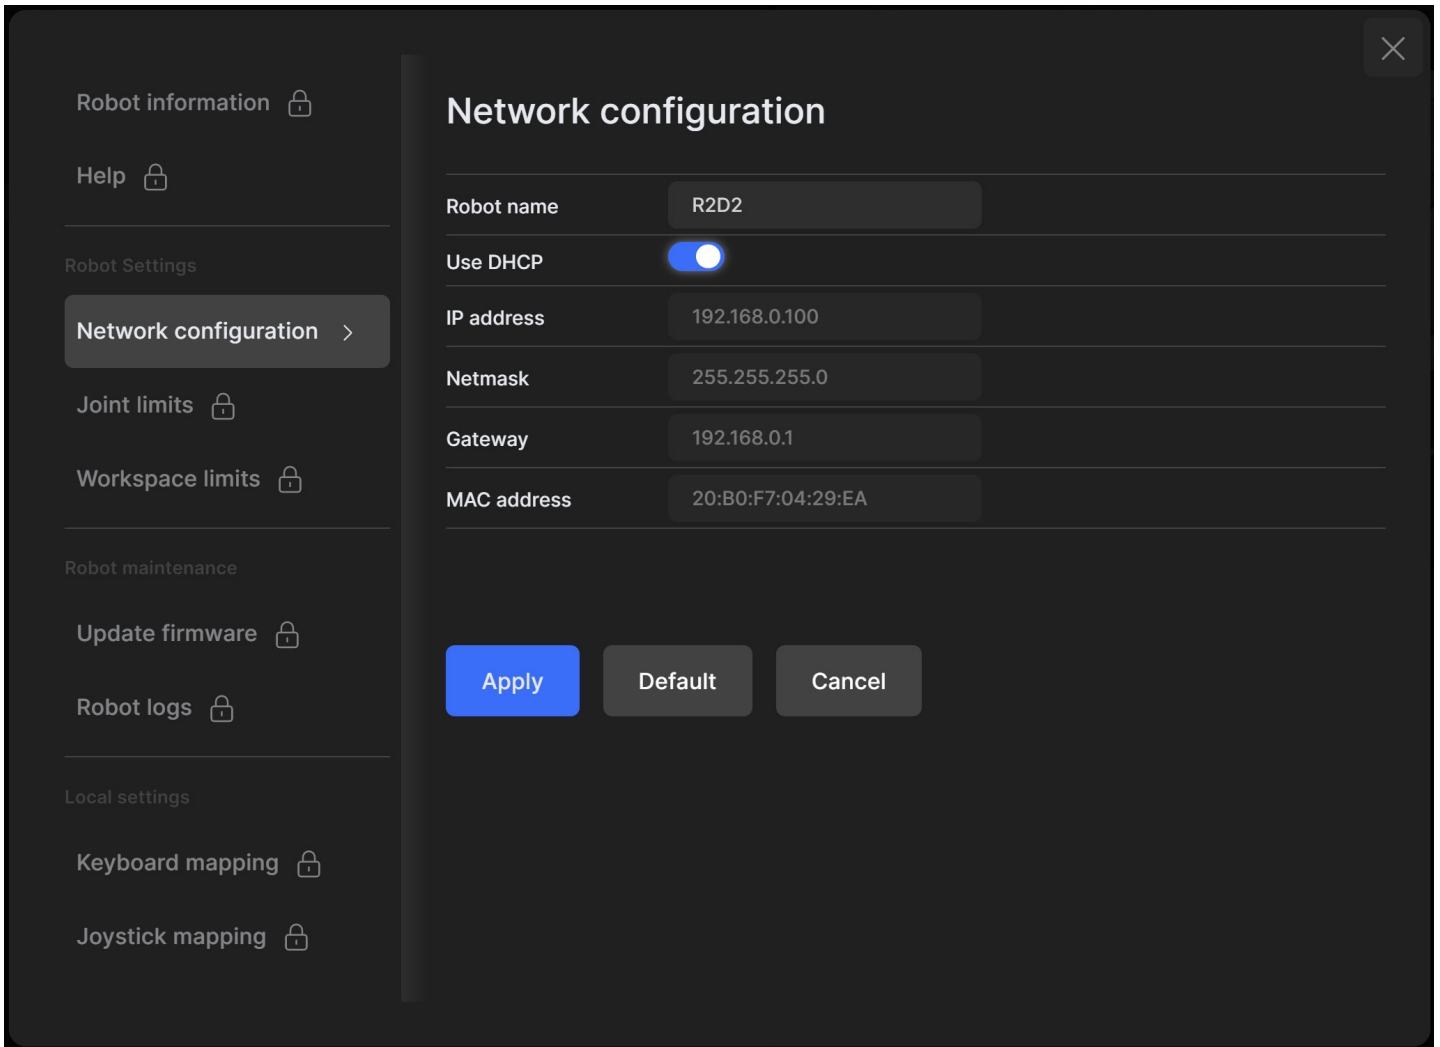 Robot information
Help
Robot Settings
Network configuration
Joint limits
Workspace limits
Robot maintenance
Update firmware
Robot logs
Local settings
Keyboard mapping
Joystick mapping
Network configuration
Robot name R2D2
Use DHCP
IP address 192.168.0.100
Netmask 255.255.255.0
Gateway 192.168.0.1
MAC address 20:B0:F7:04:29:EA
Apply Default Cancel